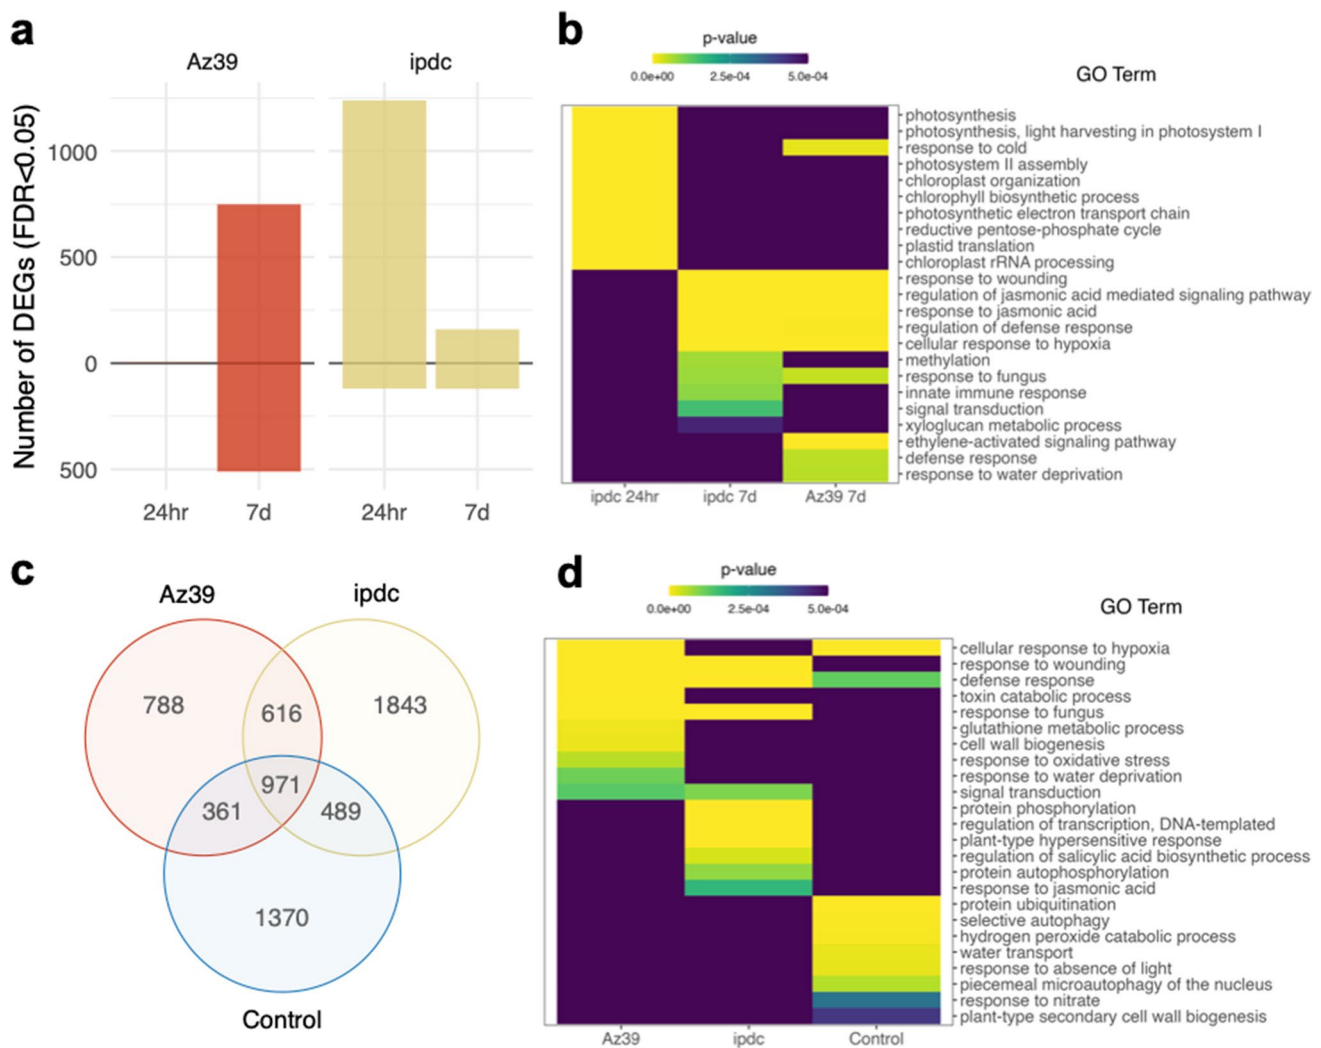 a
Az39
ipdc
Number of DEGs (FDR<0.05)
1000
500
0
500
24hr
7d
24hr
7d
b
p-value
0.0e+00
2.5e-04
5.0e-04
GO Term
photosynthesis
photosynthesis, light harvesting in photosystem I
response to cold
photosystem II assembly
chloroplast organization
chlorophyll biosynthetic process
photosynthetic electron transport chain
reductive pentose-phosphate cycle
plastid translation
chloroplast rRNA processing
response to wounding
regulation of jasmonic acid mediated signaling pathway
response to jasmonic acid
regulation of defense response
cellular response to hypoxia
methylation
response to fungus
innate immune response
signal transduction
xyloglucan metabolic process
ethylene-activated signaling pathway
defense response
response to water deprivation
ipdc 24hr
ipdc 7d
Az39 7d
c
Az39
ipdc
788
616
1843
971
361
489
1370
Control
d
p-value
0.0e+00
2.5e-04
5.0e-04
GO Term
cellular response to hypoxia
response to wounding
defense response
toxin catabolic process
response to fungus
glutathione metabolic process
cell wall biogenesis
response to oxidative stress
response to water deprivation
signal transduction
protein phosphorylation
regulation of transcription, DNA-templated
plant-type hypersensitive response
regulation of salicylic acid biosynthetic process
protein autophosphorylation
response to jasmonic acid
protein ubiquitination
selective autophagy
hydrogen peroxide catabolic process
water transport
response to absence of light
piecemeal microautophagy of the nucleus
response to nitrate
plant-type secondary cell wall biogenesis
Az39
ipdc
Control